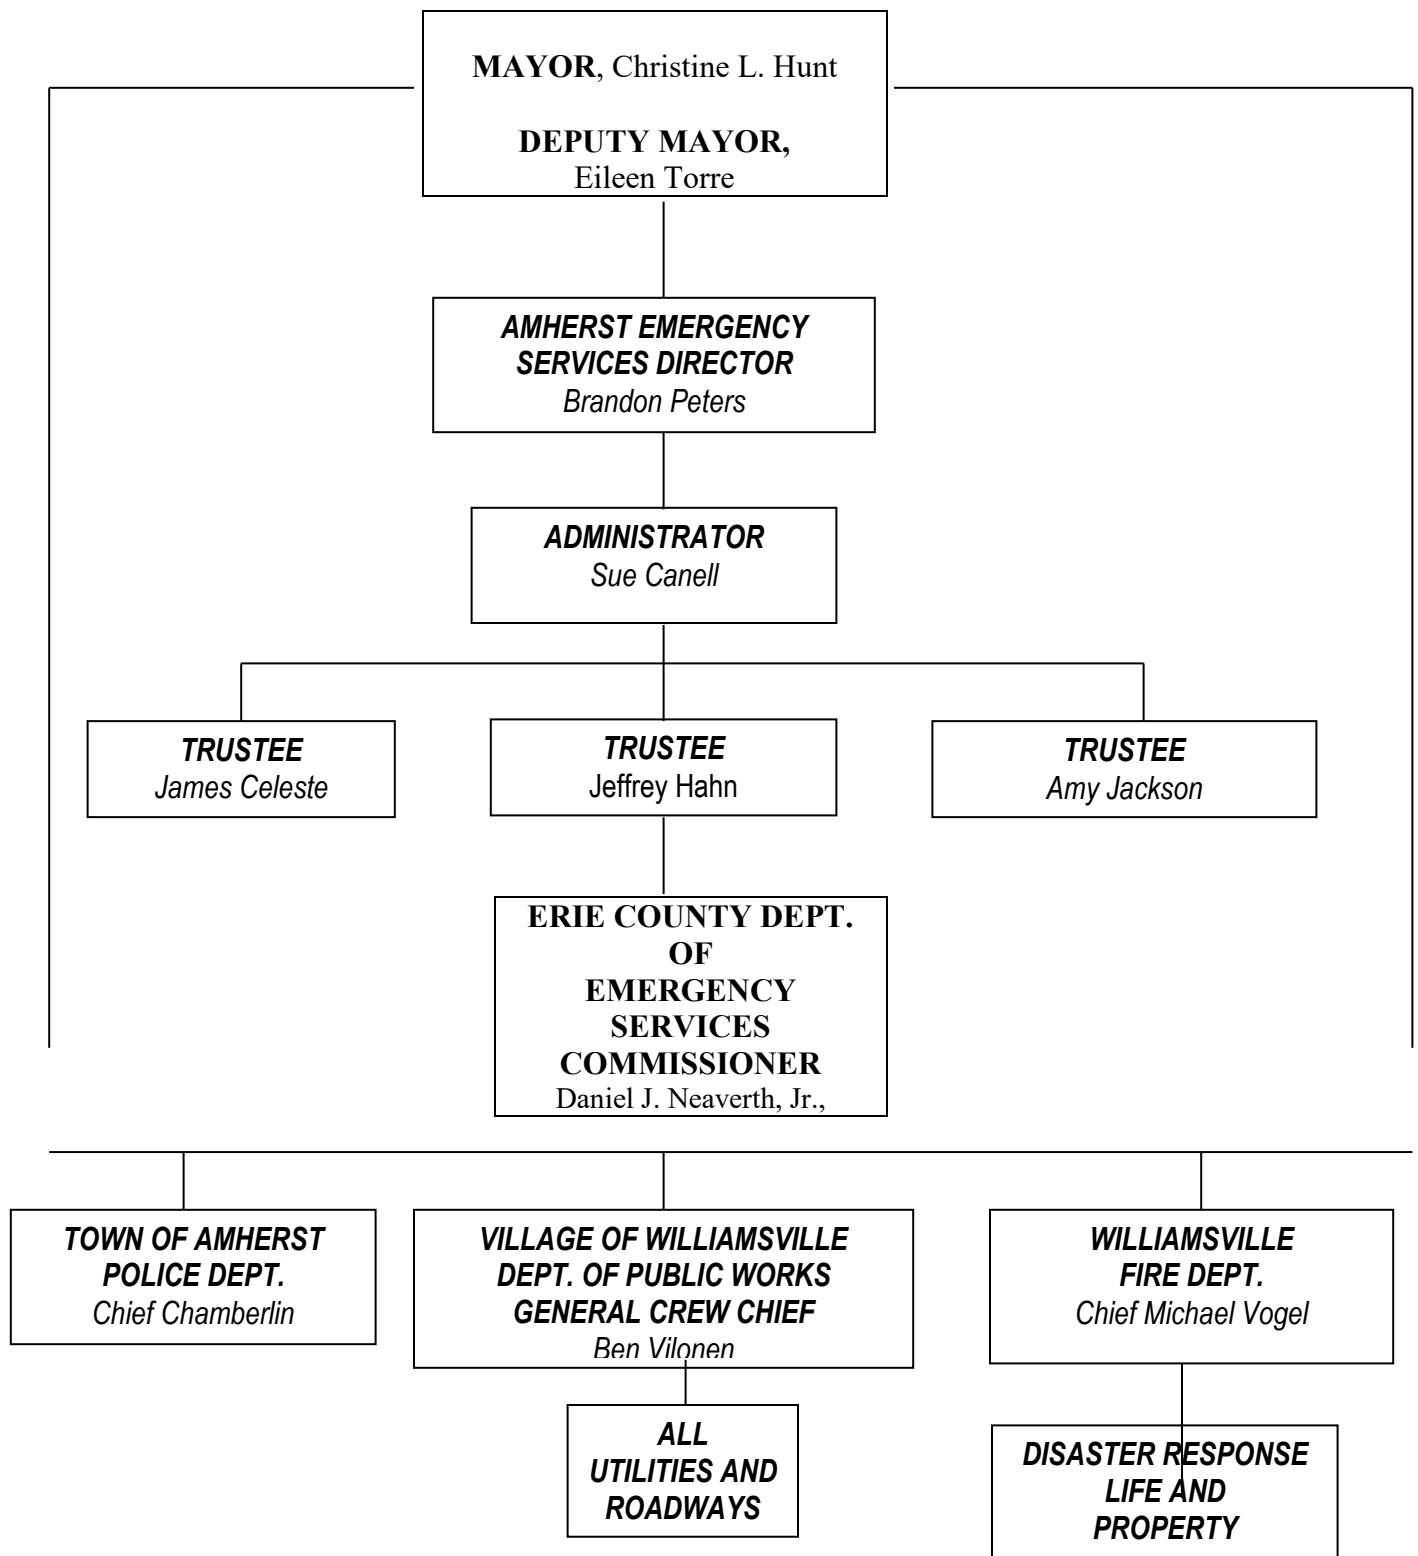 MAYOR, Christine L. Hunt
DEPUTY MAYOR,
Eileen Torre
AMHERST EMERGENCY
SERVICES DIRECTOR
Brandon Peters
ADMINISTRATOR
Sue Canell
TRUSTEE
James Celeste
TRUSTEE
Jeffrey Hahn
TRUSTEE
Amy Jackson
ERIE COUNTY DEPT.
OF
EMERGENCY
SERVICES
COMMISSIONER
Daniel J. Neaverth, Jr.,
TOWN OF AMHERST
POLICE DEPT.
Chief Chamberlin
VILLAGE OF WILLIAMSVILLE
DEPT. OF PUBLIC WORKS
GENERAL CREW CHIEF
Ben Vilonen
WILLIAMSVILLE
FIRE DEPT.
Chief Michael Vogel
ALL
UTILITIES AND
ROADWAYS
DISASTER RESPONSE
LIFE AND
PROPERTY